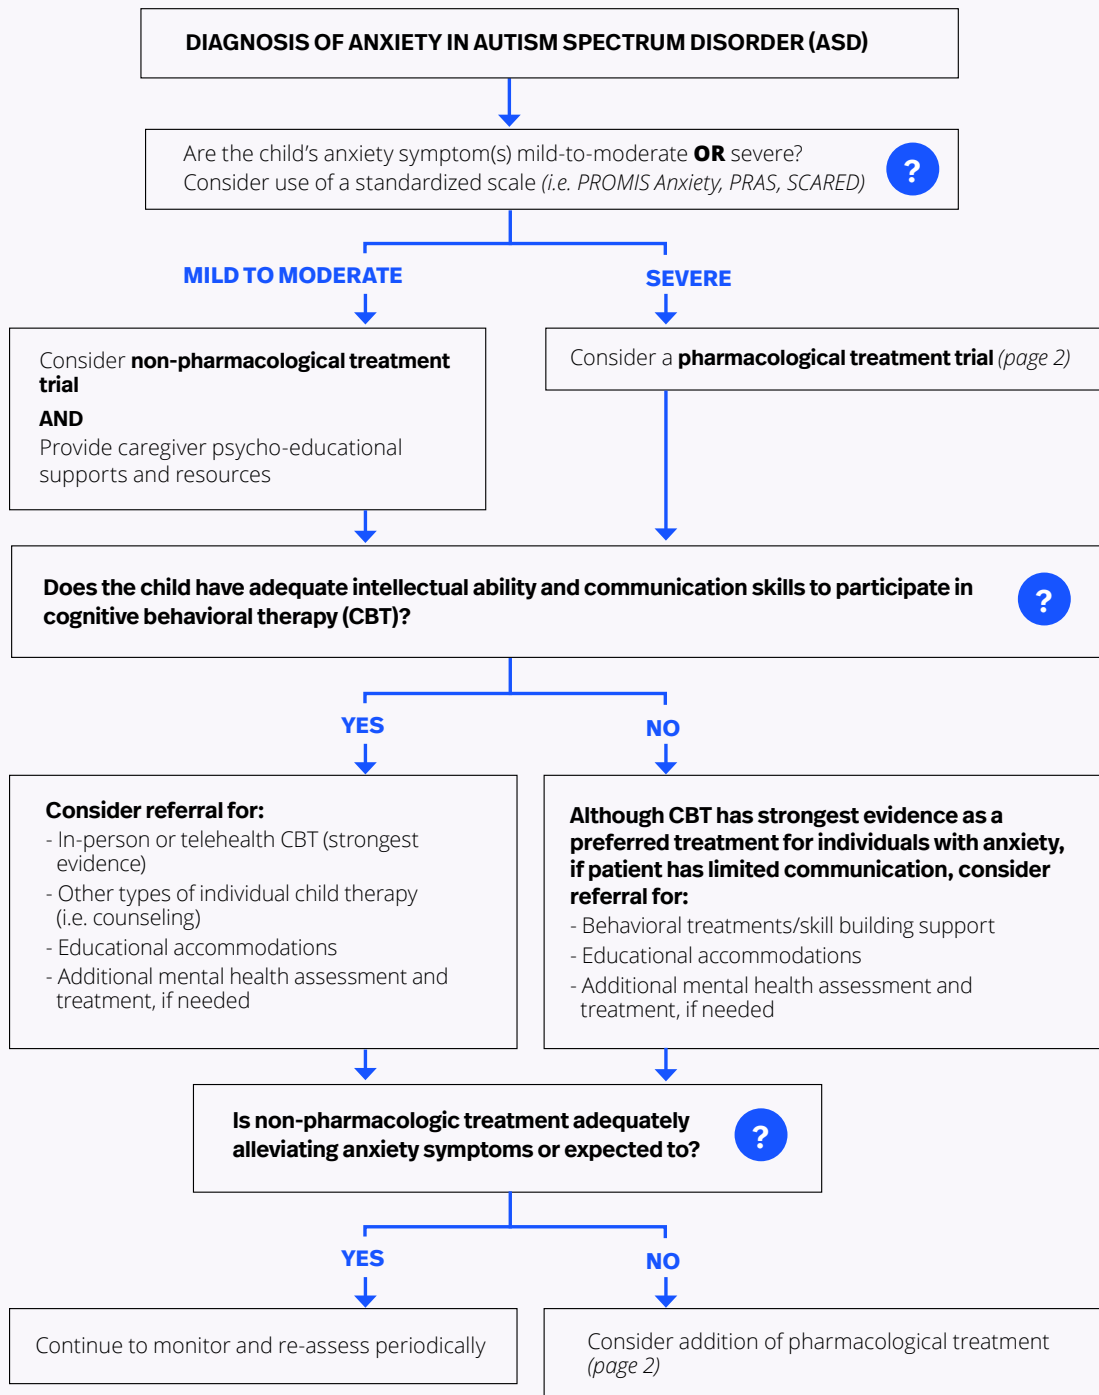 DIAGNOSIS OF ANXIETY IN AUTISM SPECTRUM DISORDER (ASD)
Are the child's anxiety symptom(s) mild-to-moderate OR severe?
Consider use of a standardized scale (i.e. PROMIS Anxiety, PRAS, SCARED)
?
MILD TO MODERATE
SEVERE
Consider non-pharmacological treatment
trial
AND
Provide caregiver psycho-educational
supports and resources
Consider a pharmacological treatment trial (page 2)
Does the child have adequate intellectual ability and communication skills to participate in
cognitive behavioral therapy (CBT)?
?
YES
NO
Consider referral for:
- In-person or telehealth CBT (strongest
evidence)
- Other types of individual child therapy
(i.e. counseling)
- Educational accommodations
- Additional mental health assessment and
treatment, if needed
Although CBT has strongest evidence as a
preferred treatment for individuals with anxiety,
if patient has limited communication, consider
referral for:
- Behavioral treatments/skill building support
- Educational accommodations
- Additional mental health assessment and
treatment, if needed
Is non-pharmacologic treatment adequately
alleviating anxiety symptoms or expected to?
?
YES
NO
Continue to monitor and re-assess periodically
Consider addition of pharmacological treatment
(page 2)